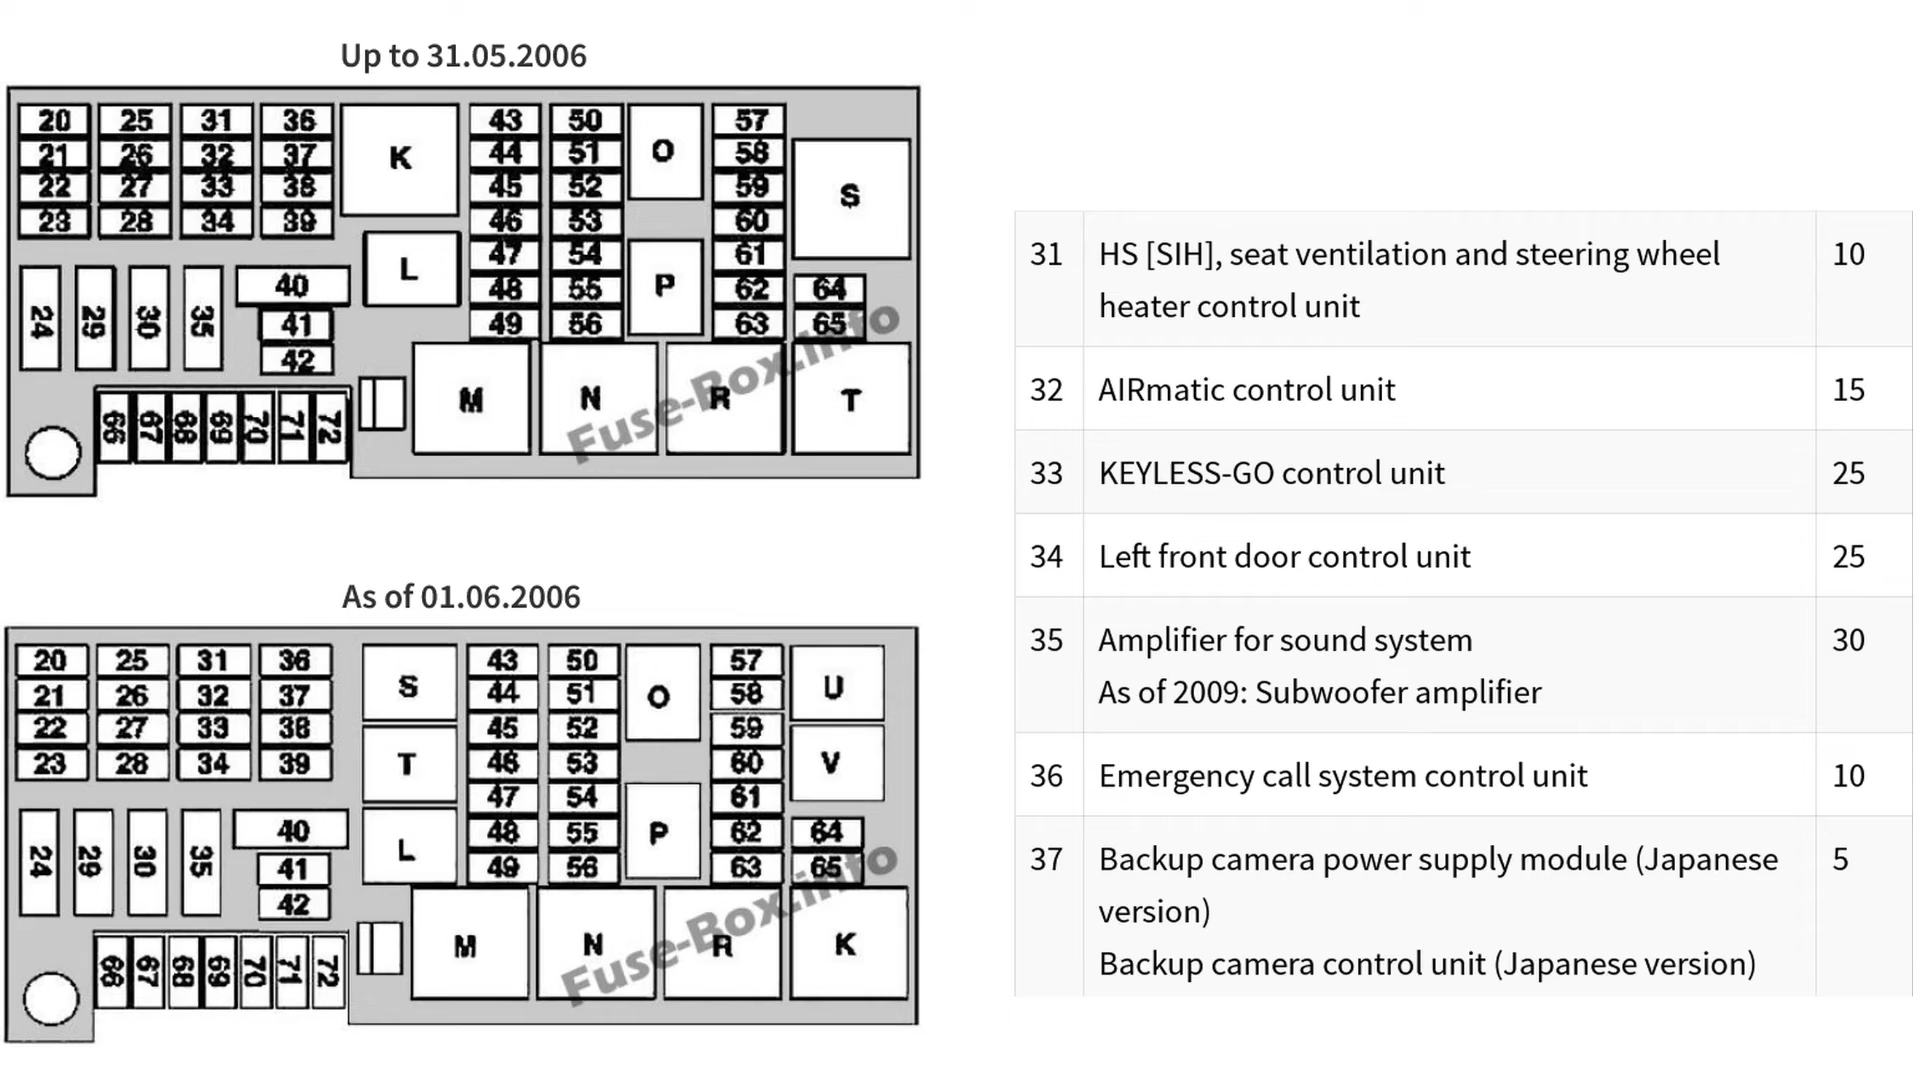 Up to 31.05.2006
20 25 31 36 K 43 50 O 57
21 26 32 37 44 51 58 S
22 27 33 38 45 52 59
23 28 34 39 46 53 60
L 47 54 P 61
24 29 30 35 40 48 55 62 64
41 49 56 63 65
42
66 67 68 69 70 71 72 M N R T
Fuse-Box.info
As of 01.06.2006
20 25 31 36 S 43 50 O 57 U
21 26 32 37 44 51 58
22 27 33 38 T 45 52 59 V
23 28 34 39 46 53 60
47 54 P 61
24 29 30 35 40 L 48 55 62 64
41 49 56 63 65
42
66 67 68 69 70 71 72 M N R K
Fuse-Box.info
31 HS [SIH], seat ventilation and steering wheel 10
heater control unit
32 AIRmatic control unit 15
33 KEYLESS-GO control unit 25
34 Left front door control unit 25
35 Amplifier for sound system 30
As of 2009: Subwoofer amplifier
36 Emergency call system control unit 10
37 Backup camera power supply module (Japanese 5
version)
Backup camera control unit (Japanese version)